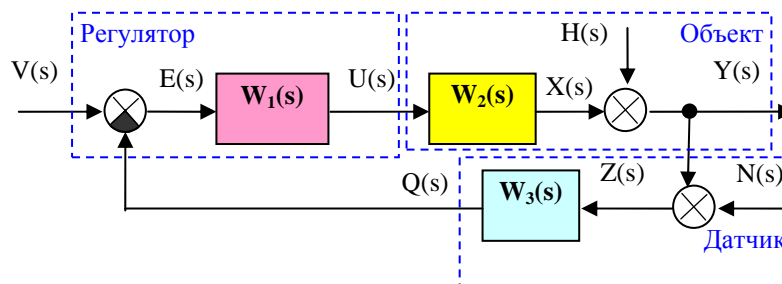 Регулятор
H(s)
Объект
V(s)
E(s)
U(s)
X(s)
Y(s)
W1(s)
W2(s)
Q(s)
Z(s)
N(s)
W3(s)
Датчик